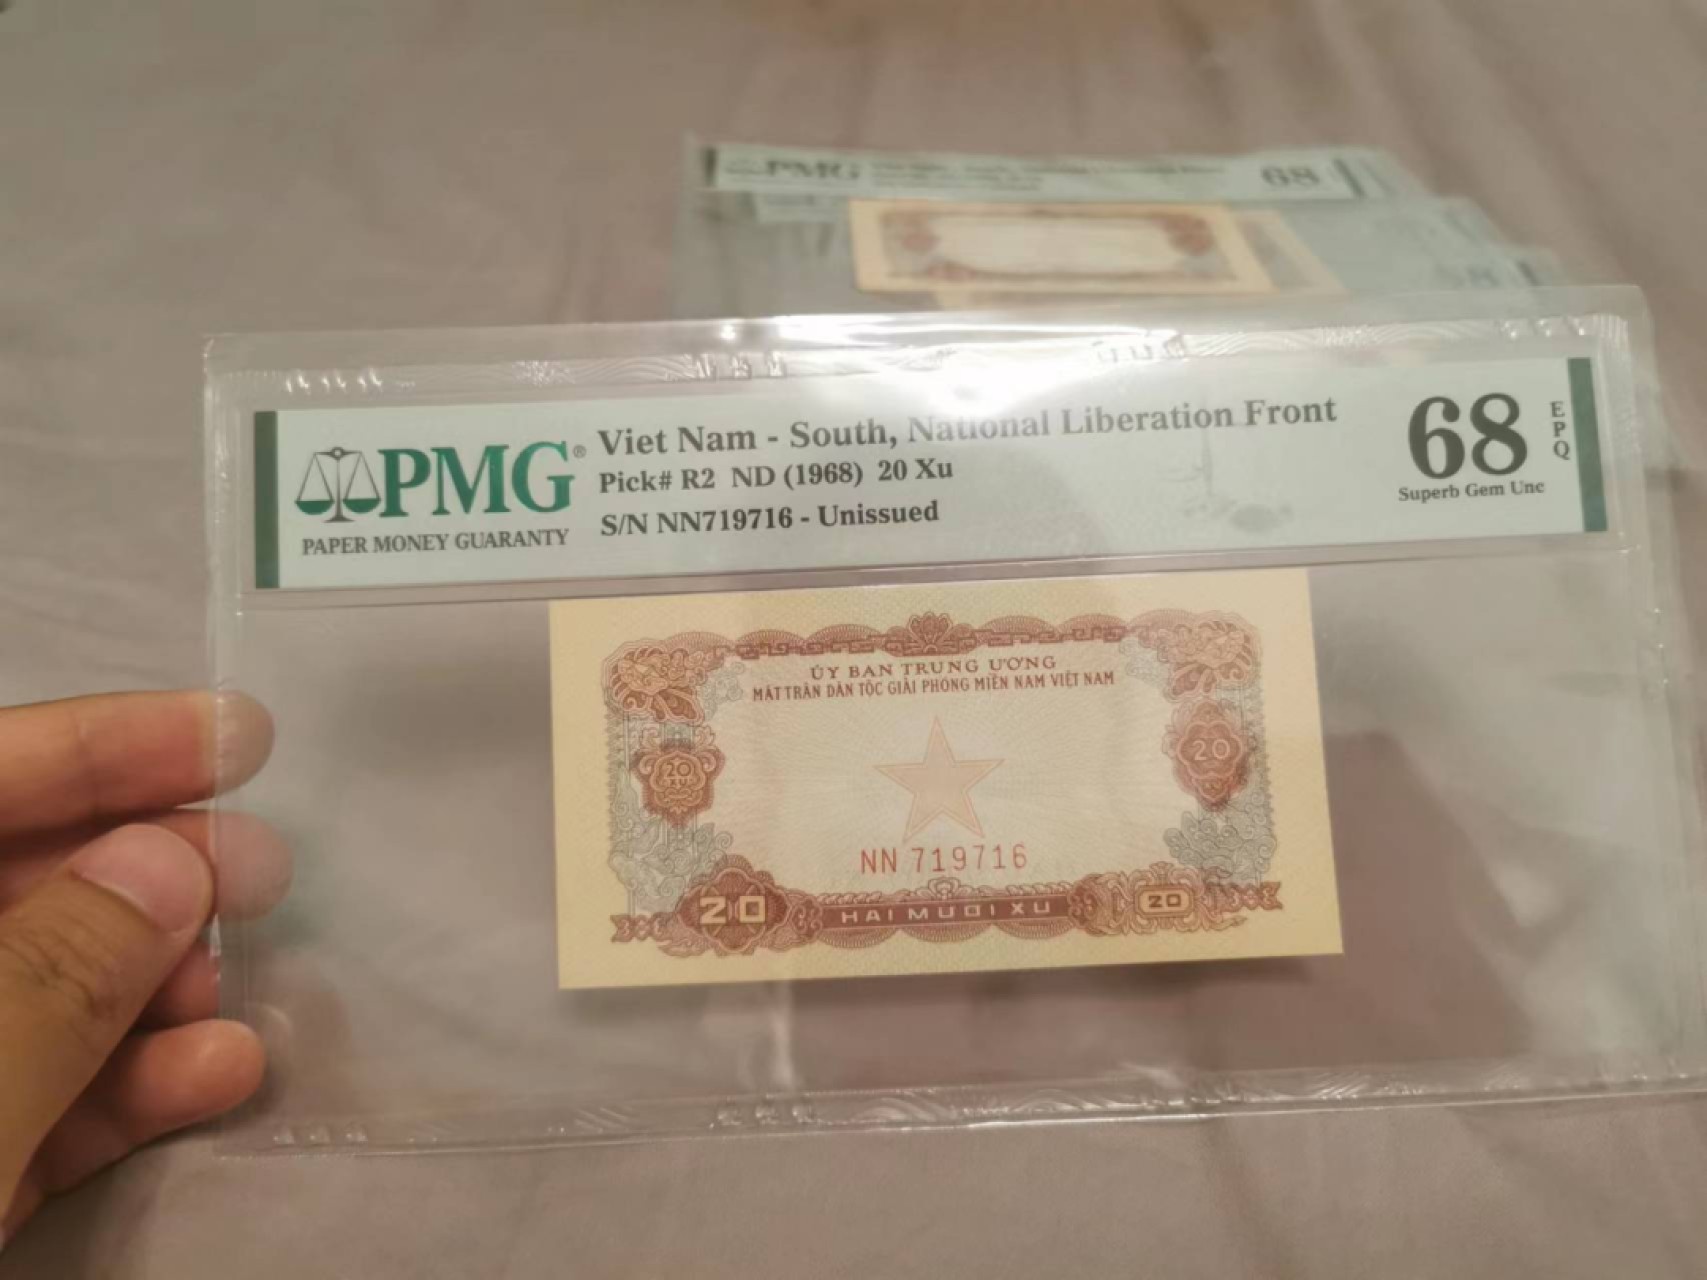 PMG
68
PMG®
PAPER MONEY GUARANTY
Viet Nam - South, National Liberation Front
Pick# R2 ND (1968) 20 Xu
S/N NN719716 - Unissued
68
EPQ
Superb Gem Unc
ỦY BAN TRUNG ƯƠNG
MẶT TRẬN DÂN TỘC GIẢI PHÓNG MIỀN NAM VIỆT NAM
20
XU
20
NN 719716
20
HAI MƯƠI XU
20